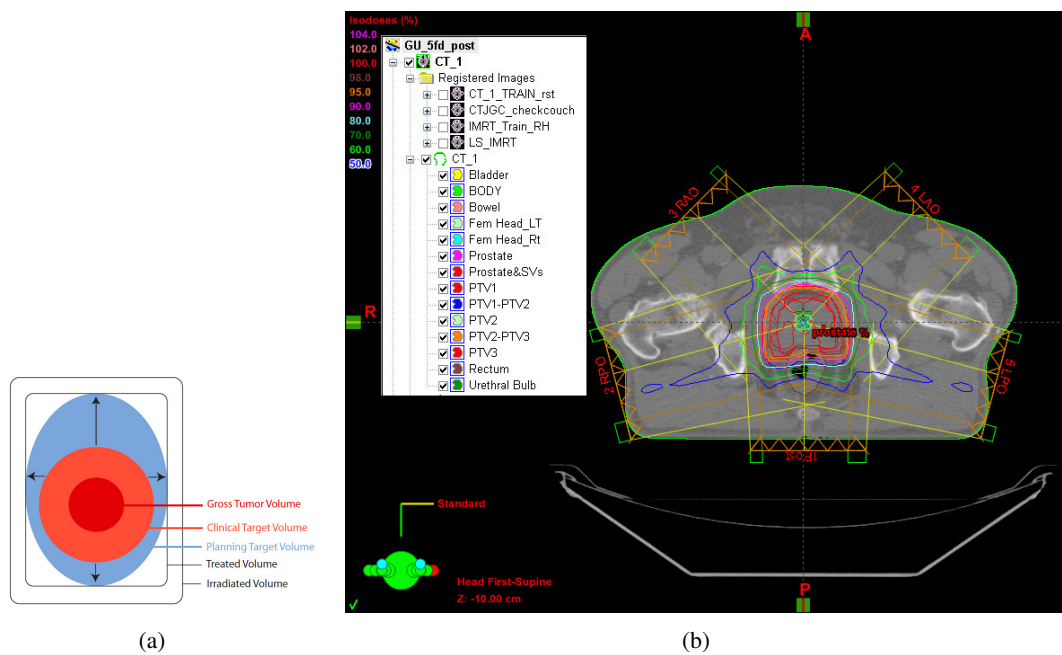 Gross Tumor Volume
Clinical Target Volume
Planning Target Volume
Treated Volume
Irradiated Volume
(a)
Isodoses (%)
104.0
102.0
100.0
98.0
95.0
90.0
80.0
70.0
60.0
50.0
GU_5fd_post
CT_1
Registered Images
CT_1_TRAIN_rst
CTJGC_checkcouch
IMRT_Train_RH
LS_IMRT
CT_1
Bladder
BODY
Bowel
Fem Head_LT
Fem Head_Rt
Prostate
Prostate&SVs
PTV1
PTV1-PTV2
PTV2
PTV2-PTV3
PTV3
Rectum
Urethral Bulb
A
R
3 RAO
4 LAO
prostate %
2 RPO
5 LPO
1Post
Standard
Head First-Supine
Z: -10.00 cm
P
(b)